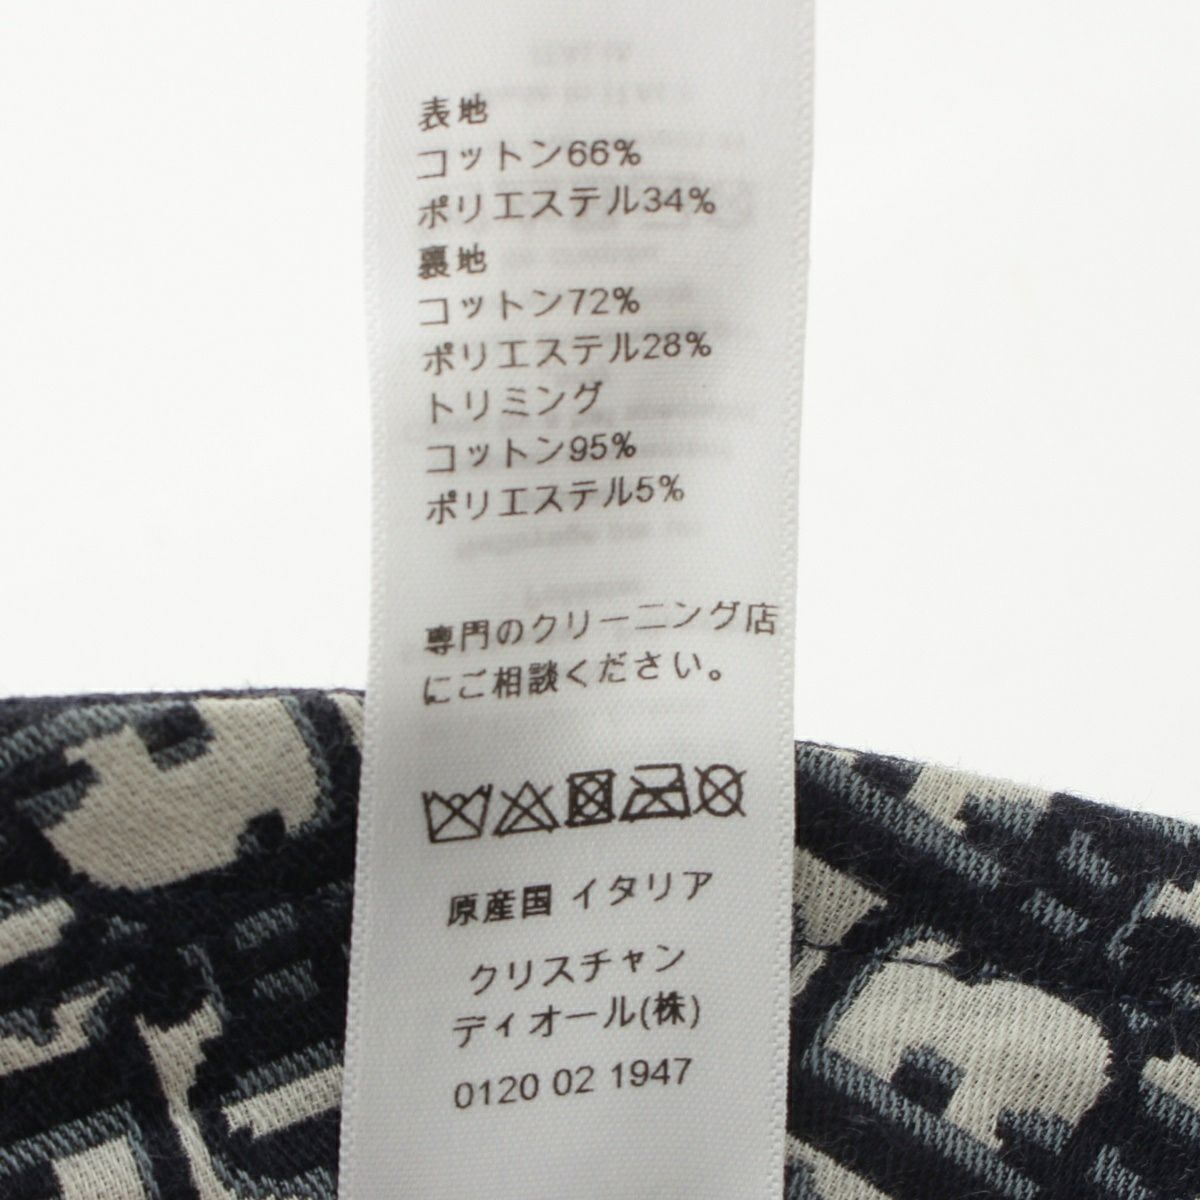 表地
コットン66%
ポリエステル34%
裏地
コットン72%
ポリエステル28%
トリミング
コットン95%
ポリエステル5%
専門のクリーニング店
にご相談ください。
原産国 イタリア
クリスチャン
ディオール(株)
0120 02 1947